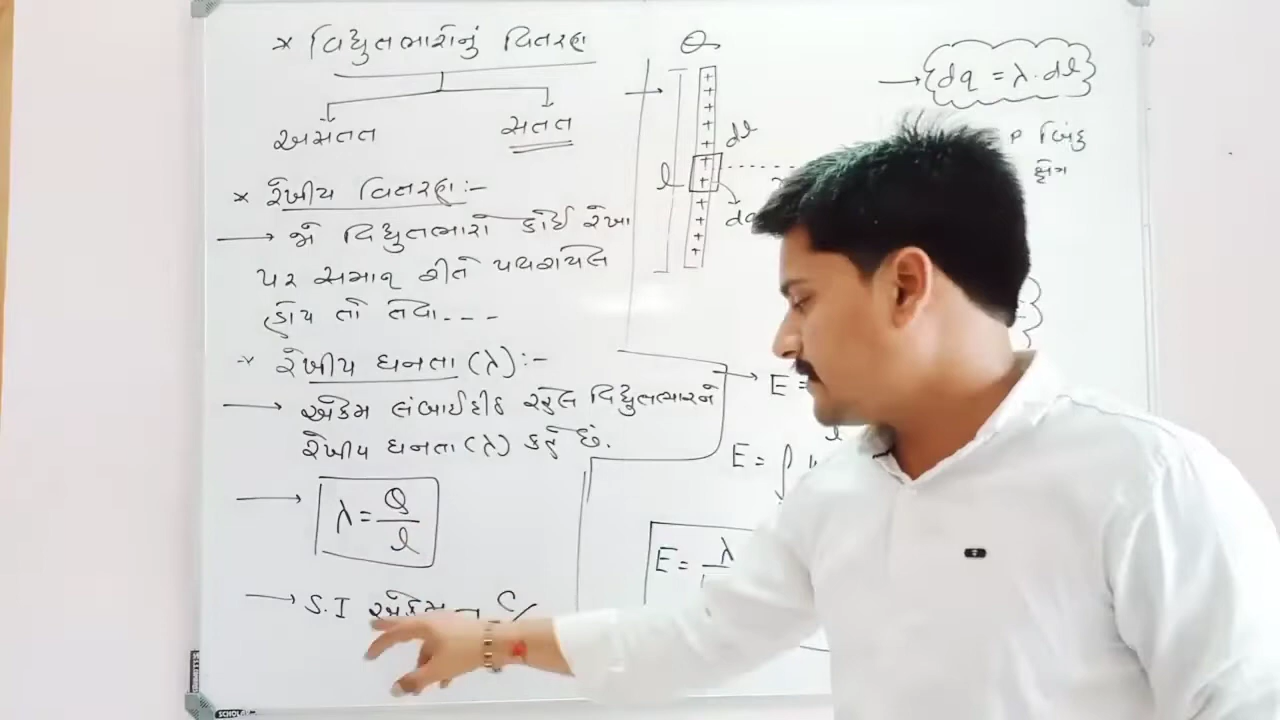 * વિદ્યુતભારોનું વિતરણ
અસતત
સતત
* રેખીય વિતરણ :-
→ જો વિદ્યુતભારો કોઈ રેખા
પર સમાન રીતે પથરાયેલ
હોય તો તેવા - - -
* રેખીય ઘનતા (λ) :-
→ એકમ લંબાઈદીઠ રહેલ વિદ્યુતભારને
રેખીય ઘનતા (λ) કહે છે.
→ λ = Q/l
→ S.I એકમ C/
Q
+ + + + + + + + + +
dl
l
→ dq = λ·dl
P બિંદુ
ક્ષેત્ર
→ E =
E = ∫
E = λ